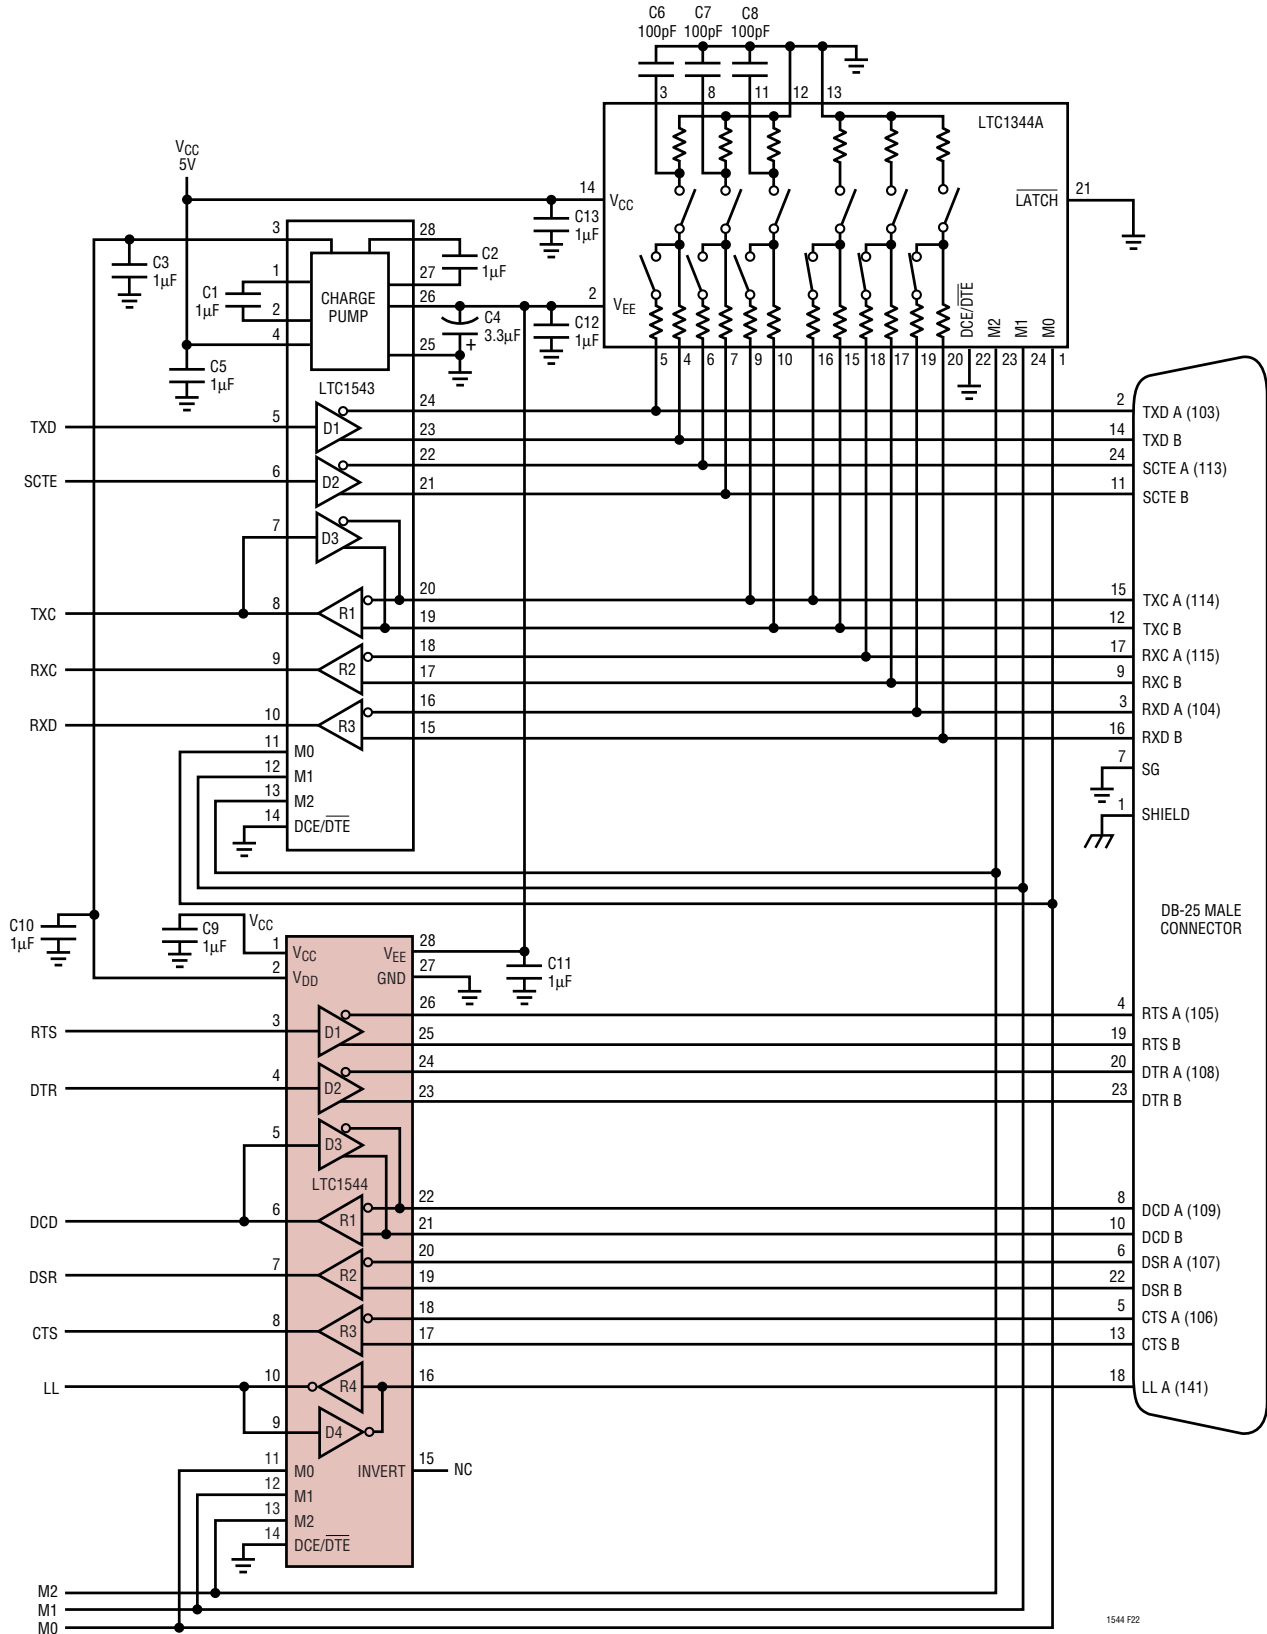 C6 C7 C8
100pF 100pF 100pF
3 8 11 12 13
LTC1344A
VCC
5V
14 VCC
C13
1µF
LATCH 21
3 28
C3
1µF
C2
1µF
1 27
C1
1µF
CHARGE
PUMP
26
2
C4
3.3µF
+
C12
1µF
2 VEE
4 25
C5
1µF
DCE/DTE M2 M1 M0
5 4 6 7 9 10 16 15 18 17 19 20 22 23 24 1
LTC1543
TXD 5 D1 24 2 TXD A (103)
23 14 TXD B
SCTE 6 D2 22 24 SCTE A (113)
21 11 SCTE B
7 D3
TXC 8 R1 20 15 TXC A (114)
19 12 TXC B
RXC 9 R2 18 17 RXC A (115)
17 9 RXC B
RXD 10 R3 16 3 RXD A (104)
15 16 RXD B
11 M0
12 M1
13 M2
14 DCE/DTE
7 SG
1 SHIELD
DB-25 MALE
CONNECTOR
C10
1µF
C9
1µF
VCC
1 VCC VEE 28
2 VDD GND 27
C11
1µF
RTS 3 D1 26 4 RTS A (105)
25 19 RTS B
DTR 4 D2 24 20 DTR A (108)
23 23 DTR B
5 D3
LTC1544
DCD 6 R1 22 8 DCD A (109)
21 10 DCD B
DSR 7 R2 20 6 DSR A (107)
19 22 DSR B
CTS 8 R3 18 5 CTS A (106)
17 13 CTS B
LL 10 R4 16 18 LL A (141)
9 D4
11 M0 INVERT 15 NC
12 M1
13 M2
14 DCE/DTE
M2
M1
M0
1544 F22